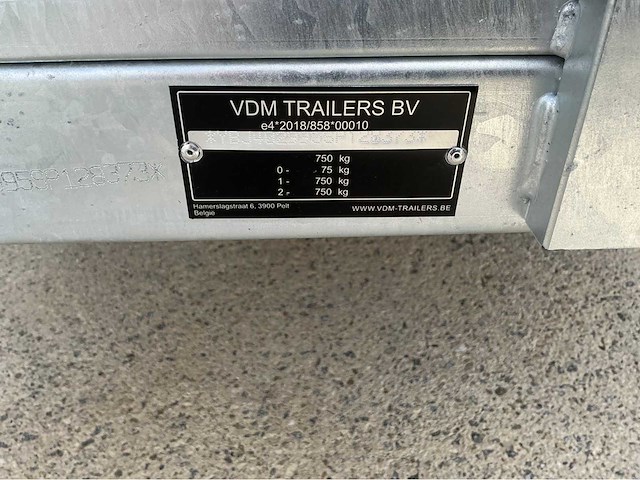 VDM TRAILERS BV
e4*2018/858*00010
750 kg
0- 75 kg
1- 750 kg
2- 750 kg
Hamerslagstraat 6, 3900 Pelt
België
WWW.VDM-TRAILERS.BE